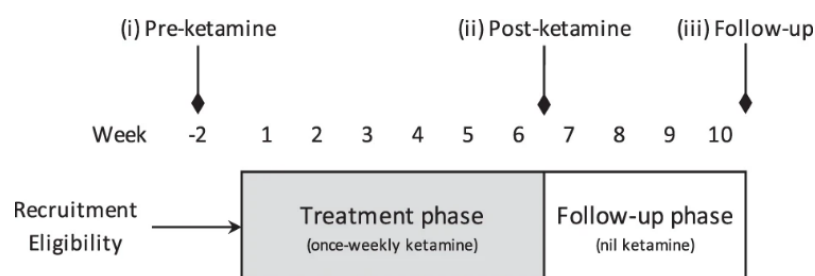 (i) Pre-ketamine (ii) Post-ketamine (iii) Follow-up
Week -2 1 2 3 4 5 6 7 8 9 10
Recruitment
Eligibility
Treatment phase
(once-weekly ketamine)
Follow-up phase
(nil ketamine)